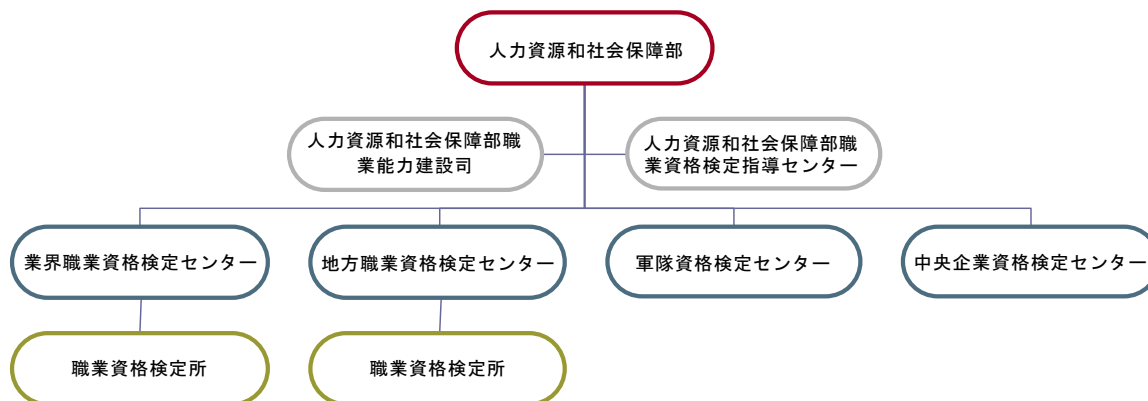 人力資源和社会保障部
人力資源和社会保障部職
業能力建設司
人力資源和社会保障部職
業資格検定指導センター
業界職業資格検定センター
地方職業資格検定センター
軍隊資格検定センター
中央企業資格検定センター
職業資格検定所
職業資格検定所